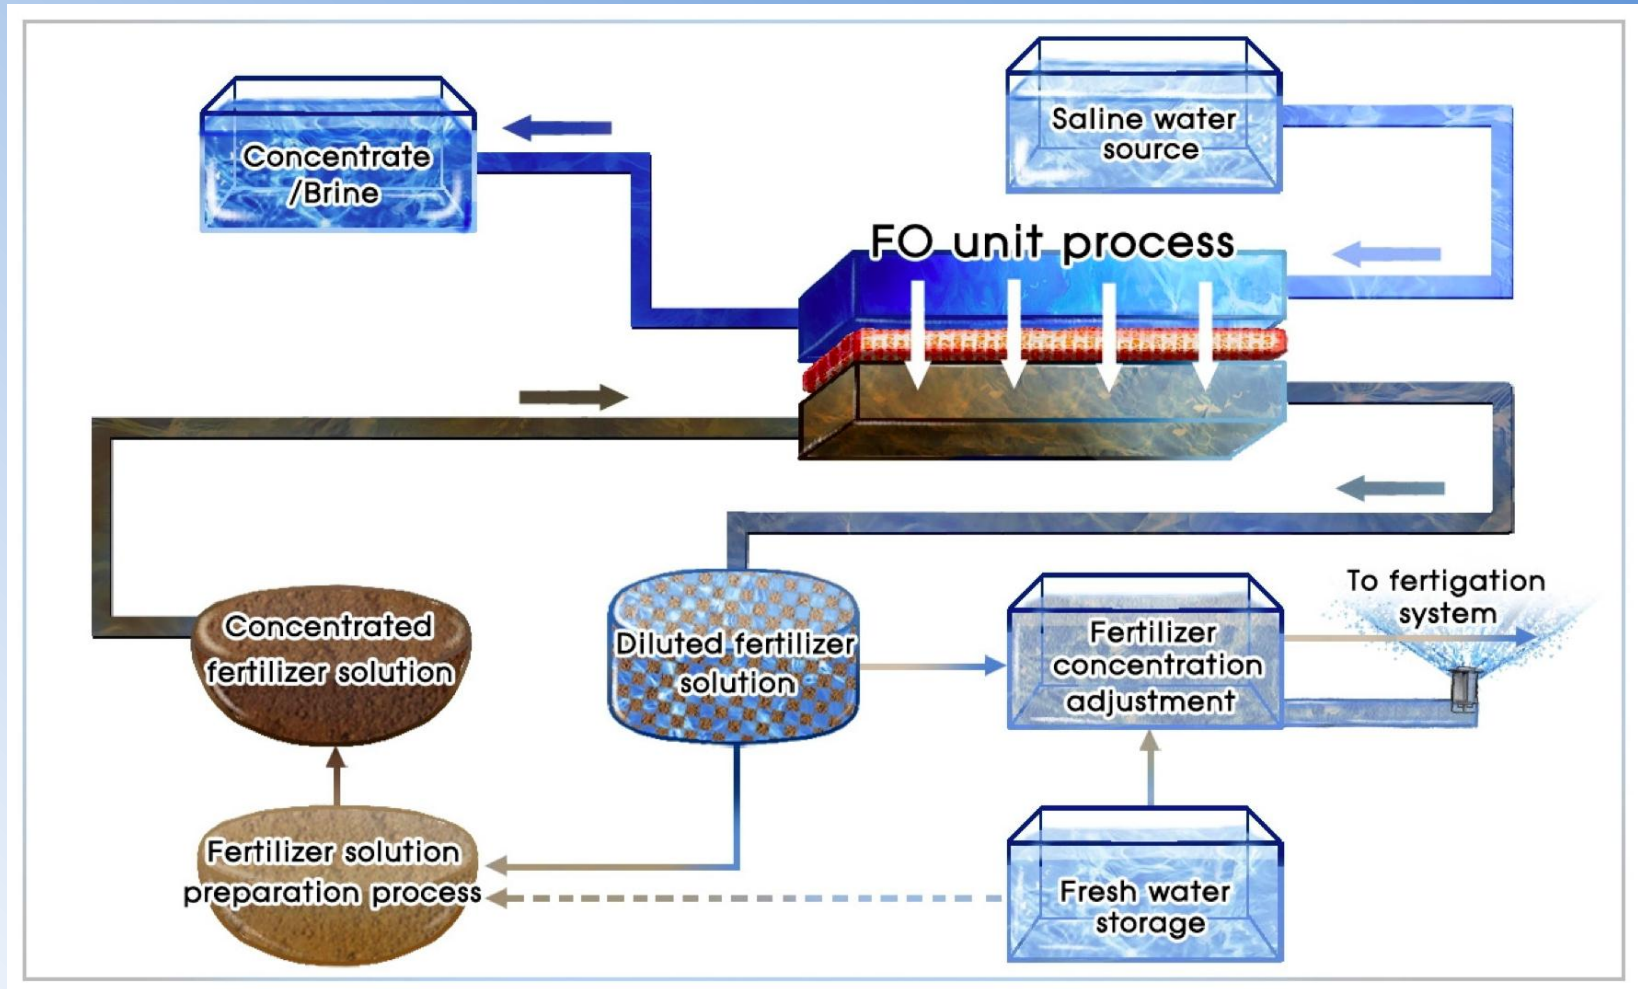 Concentrate
/Brine
Saline water
source
FO unit process
To fertigation
system
Concentrated
fertilizer solution
Diluted fertilizer
solution
Fertilizer
concentration
adjustment
Fertilizer solution
preparation process
Fresh water
storage